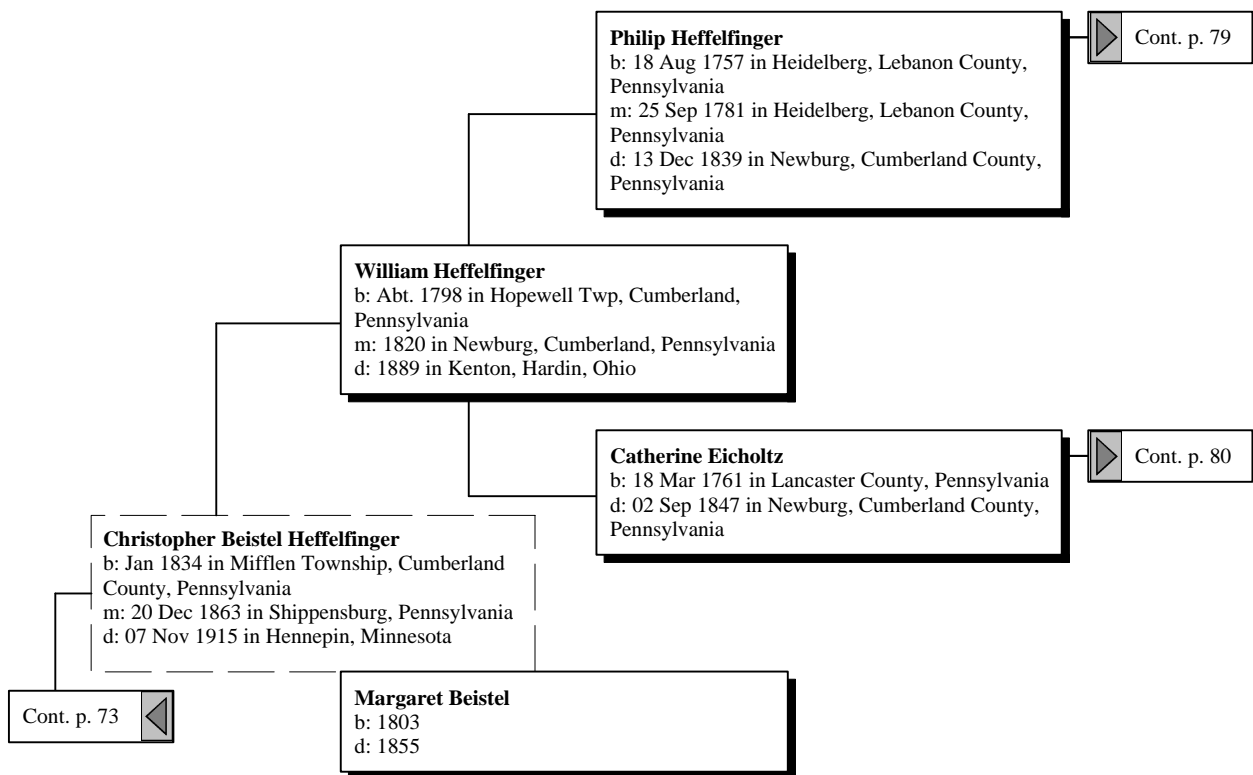 Philip Heffelfinger
b: 18 Aug 1757 in Heidelberg, Lebanon County,
Pennsylvania
m: 25 Sep 1781 in Heidelberg, Lebanon County,
Pennsylvania
d: 13 Dec 1839 in Newburg, Cumberland County,
Pennsylvania
Cont. p. 79
William Heffelfinger
b: Abt. 1798 in Hopewell Twp, Cumberland,
Pennsylvania
m: 1820 in Newburg, Cumberland, Pennsylvania
d: 1889 in Kenton, Hardin, Ohio
Catherine Eicholtz
b: 18 Mar 1761 in Lancaster County, Pennsylvania
d: 02 Sep 1847 in Newburg, Cumberland County,
Pennsylvania
Cont. p. 80
Christopher Beistel Heffelfinger
b: Jan 1834 in Mifflen Township, Cumberland
County, Pennsylvania
m: 20 Dec 1863 in Shippensburg, Pennsylvania
d: 07 Nov 1915 in Hennepin, Minnesota
Cont. p. 73
Margaret Beistel
b: 1803
d: 1855